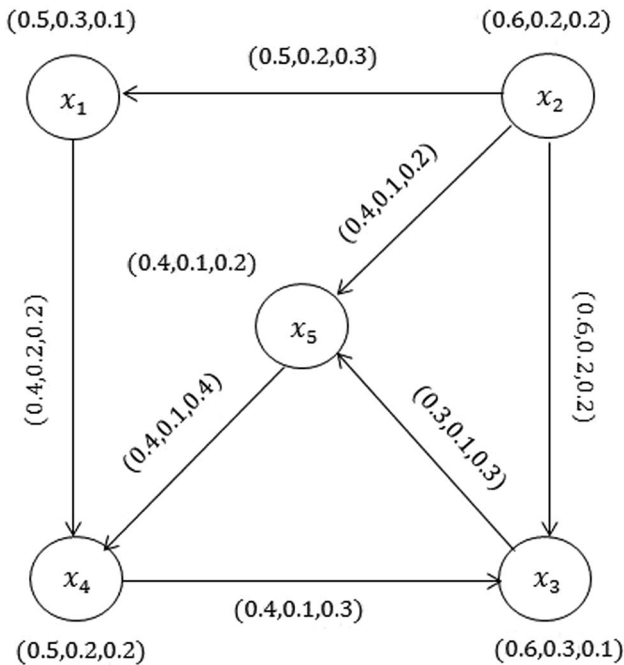 (0.5,0.3,0.1)
(0.6,0.2,0.2)
(0.5,0.2,0.3)
x₁
x₂
(0.4,0.1,0.2)
(0.4,0.1,0.2)
x₅
(0.4,0.2,0.2)
(0.6,0.2,0.2)
(0.4,0.1,0.4)
(0.3,0.1,0.3)
x₄
x₃
(0.4,0.1,0.3)
(0.5,0.2,0.2)
(0.6,0.3,0.1)